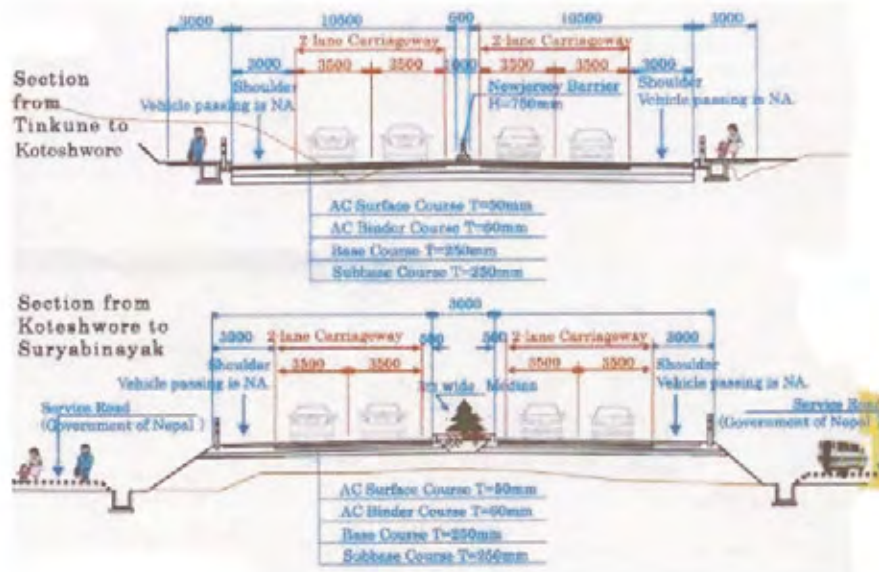 3000 10500 600 10500 3000
2-lane Carriageway 2-lane Carriageway
3000 3500 3500 1000 3500 3500 3000
Section
from
Tinkune to
Koteshwore
Shoulder
Vehicle passing is NA.
Newjersey Barrier
H=750mm
Shoulder
Vehicle passing is NA.
AC Surface Course T=50mm
AC Binder Course T=60mm
Base Course T=250mm
Subbase Course T=250mm
Section from
Koteshwore to
Suryabinayak
3000
3000 2-lane Carriageway 500 500 2-lane Carriageway 3000
Shoulder 3500 3500 3500 3500 Shoulder
Vehicle passing is NA.
3m wide Median
Vehicle passing is NA.
Service Road
(Government of Nepal )
Service Road
(Government of Nepal )
AC Surface Course T=50mm
AC Binder Course T=60mm
Base Course T=250mm
Subbase Course T=250mm